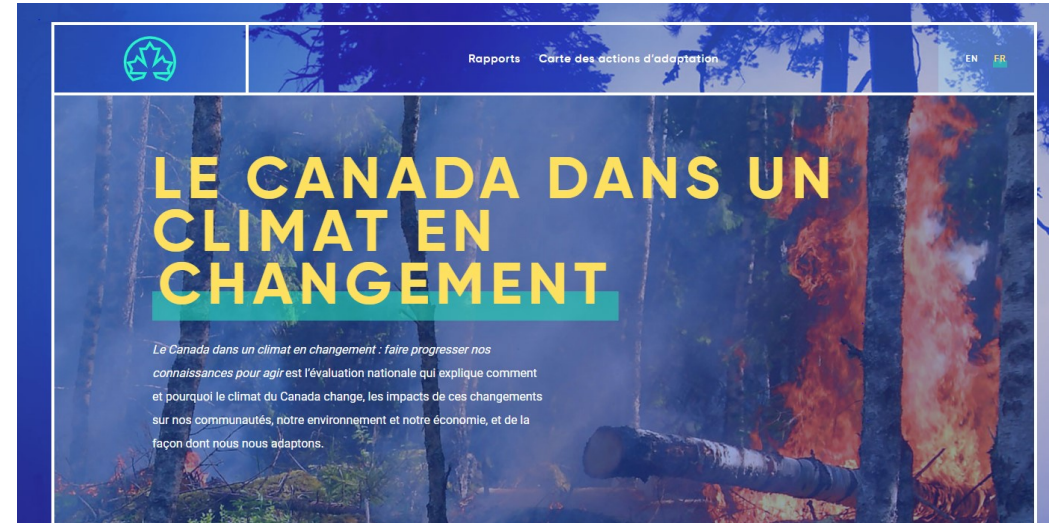 Rapports Carte des actions d'adaptation EN FR
LE CANADA DANS UN
CLIMAT EN
CHANGEMENT
Le Canada dans un climat en changement : faire progresser nos
connaissances pour agir est l'évaluation nationale qui explique comment
et pourquoi le climat du Canada change, les impacts de ces changements
sur nos communautés, notre environnement et notre économie, et de la
façon dont nous nous adaptons.